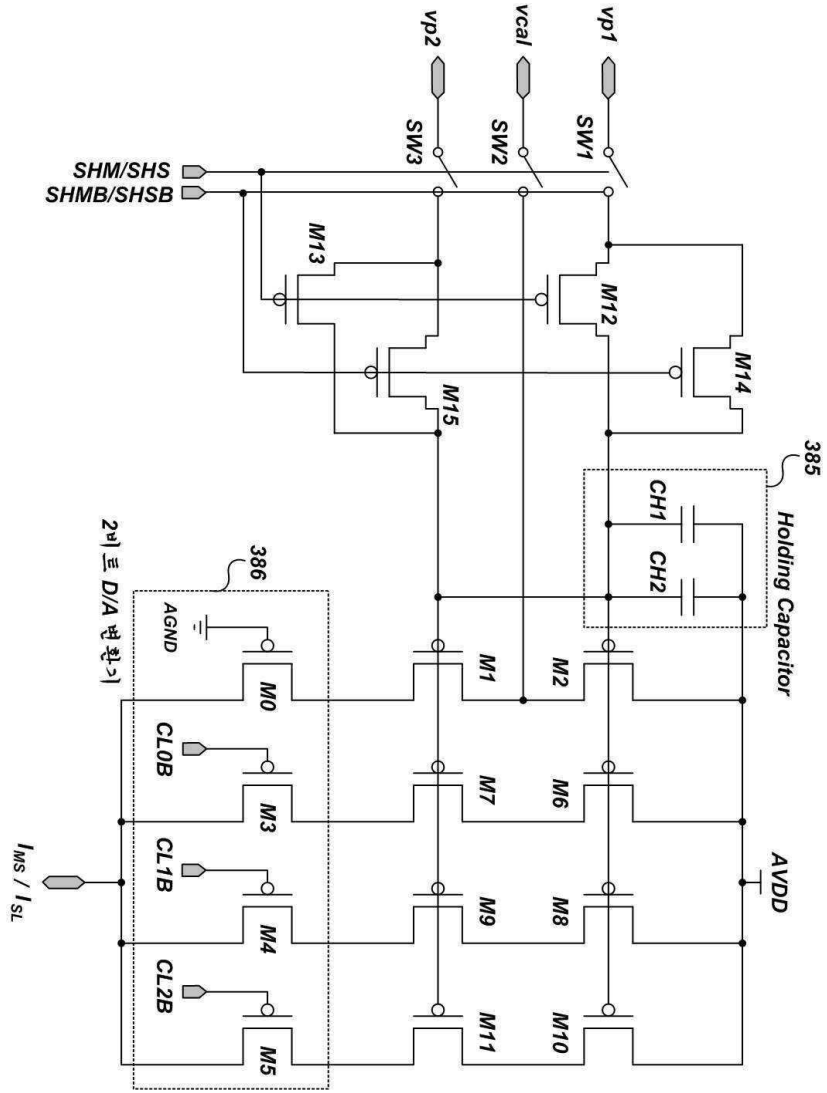 385
Holding Capacitor
AVDD
M14
CH1
CH2
vp1
SW1
M12
M2
M6
M8
M10
vcal
SW2
M1
M7
M9
M11
vp2
SW3
M15
M13
386
M0
M3
M4
M5
AGND
CL0B
CL1B
CL2B
2비트 D/A 변환기
SHM/SHS
SHMB/SHSB
IMS / ISL